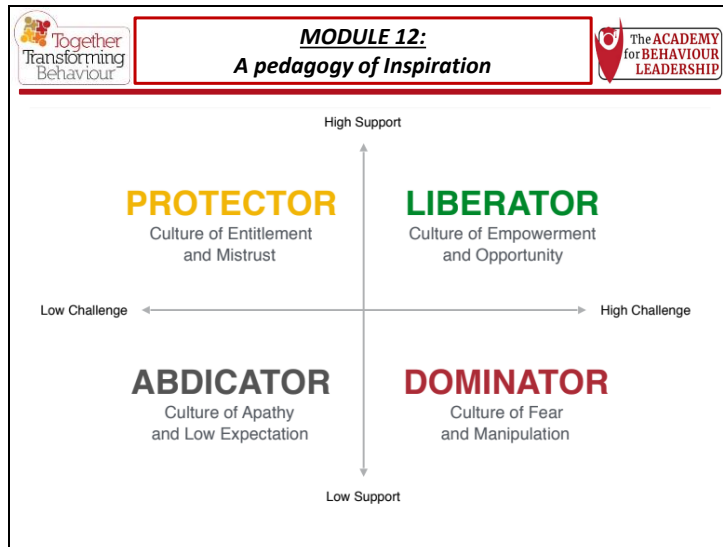 Together
Transforming
Behaviour
MODULE 12:
A pedagogy of Inspiration
The ACADEMY
for BEHAVIOUR
LEADERSHIP
High Support
PROTECTOR
Culture of Entitlement
and Mistrust
LIBERATOR
Culture of Empowerment
and Opportunity
Low Challenge
High Challenge
ABDICATOR
Culture of Apathy
and Low Expectation
DOMINATOR
Culture of Fear
and Manipulation
Low Support